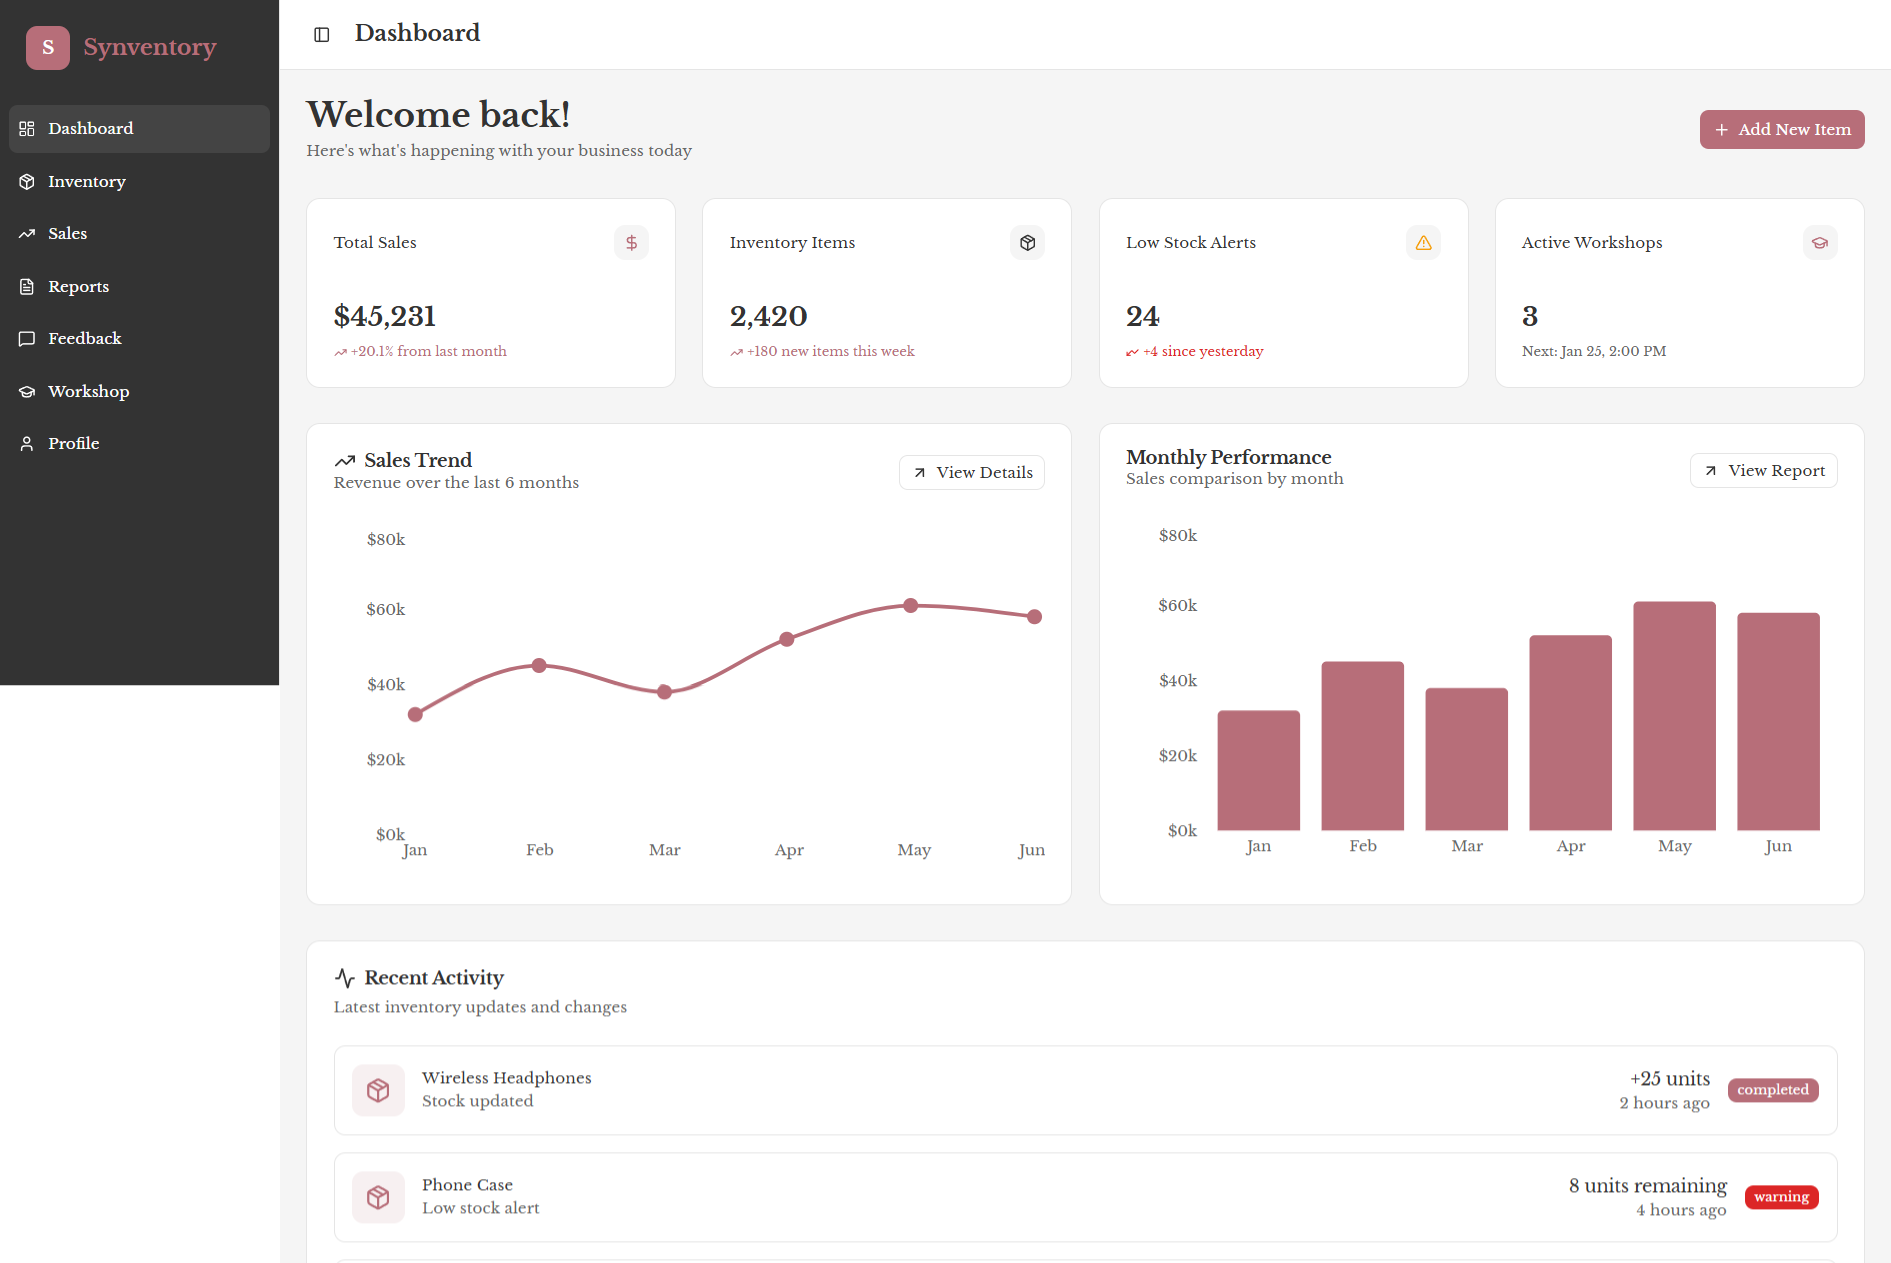 S
Synventory
Dashboard
Inventory
Sales
Reports
Feedback
Workshop
Profile
Dashboard
Welcome back!
Here's what's happening with your business today
Add New Item
Total Sales
$45,231
+20.1% from last month
Inventory Items
2,420
+180 new items this week
Low Stock Alerts
24
+4 since yesterday
Active Workshops
3
Next: Jan 25, 2:00 PM
Sales Trend
Revenue over the last 6 months
View Details
$80k
$60k
$40k
$20k
$0k
Jan Feb Mar Apr May Jun
Monthly Performance
Sales comparison by month
View Report
$80k
$60k
$40k
$20k
$0k
Jan Feb Mar Apr May Jun
Recent Activity
Latest inventory updates and changes
Wireless Headphones
Stock updated
+25 units
2 hours ago
completed
Phone Case
Low stock alert
8 units remaining
4 hours ago
warning